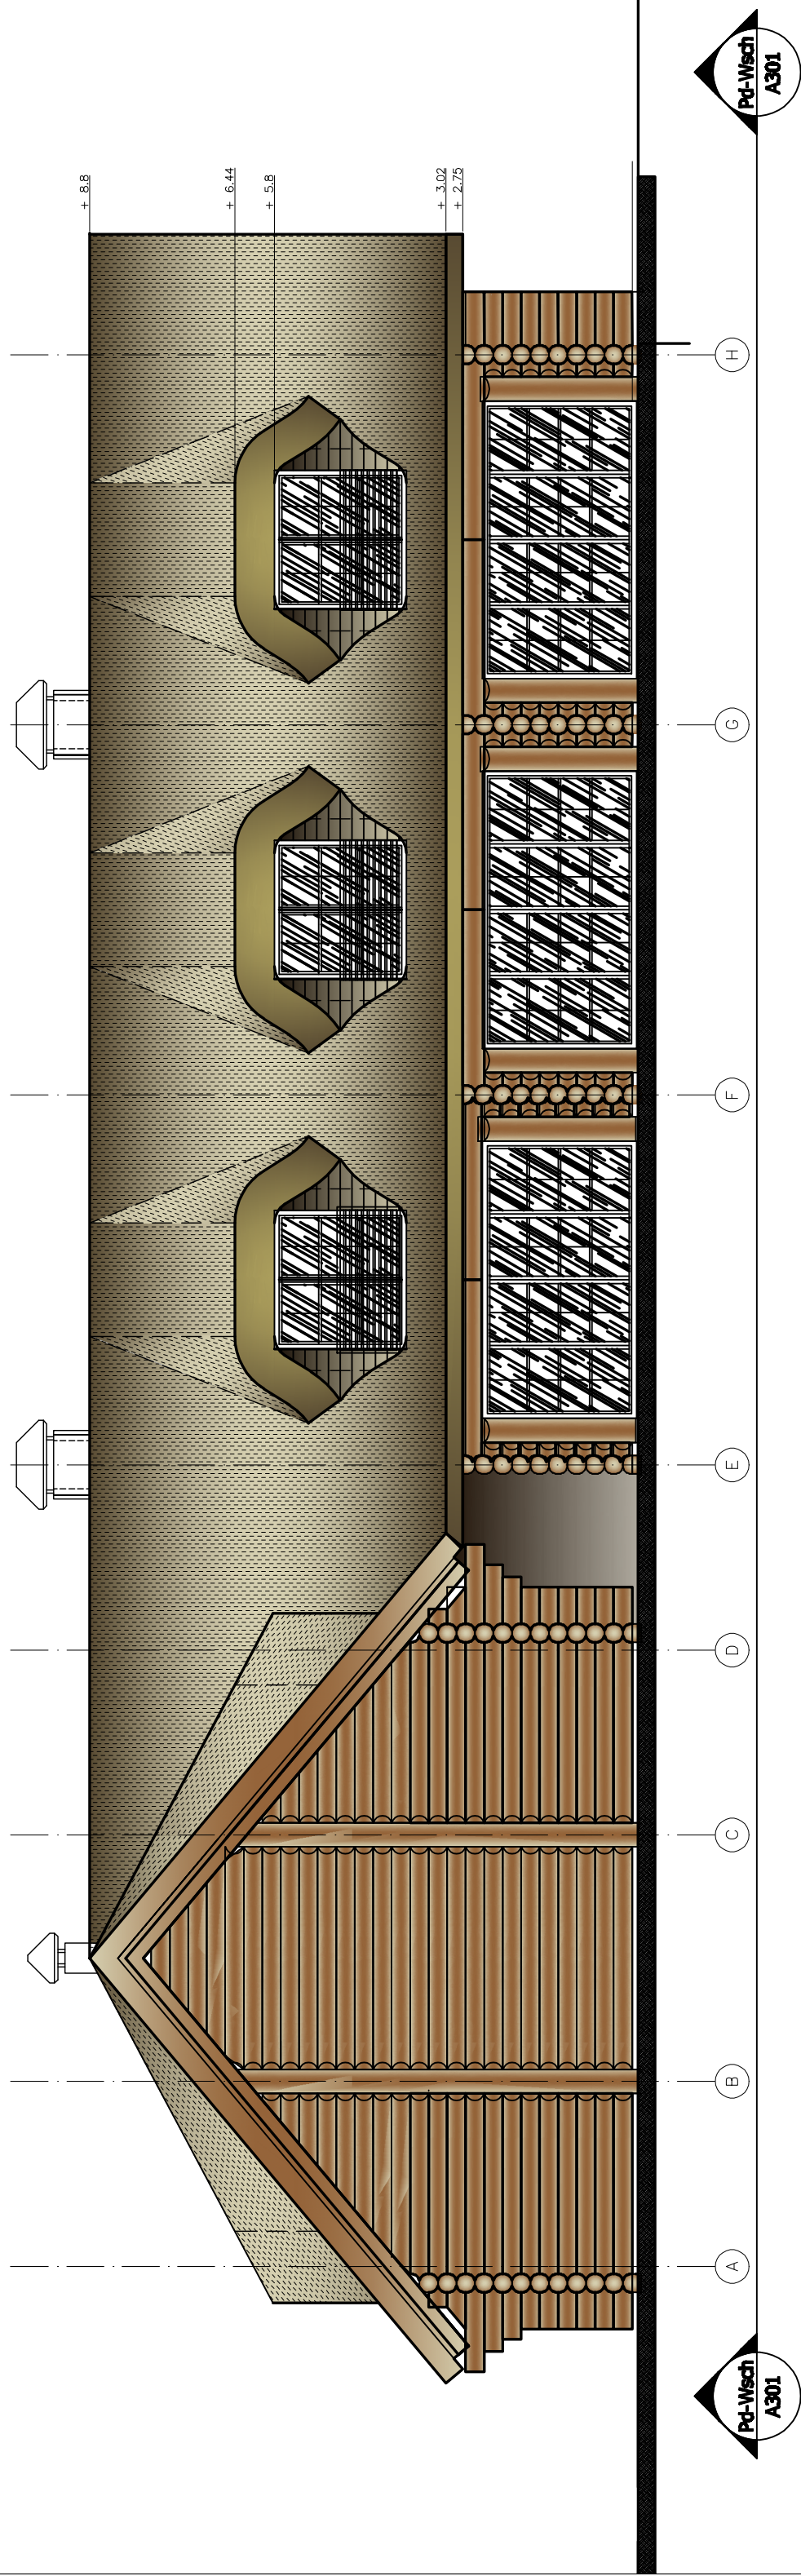 + 8.8
+ 6.44
+ 5.8
+ 3.02
+ 2.75
A
B
C
D
E
F
G
H
Pd-Wsch
A301
Pd-Wsch
A301